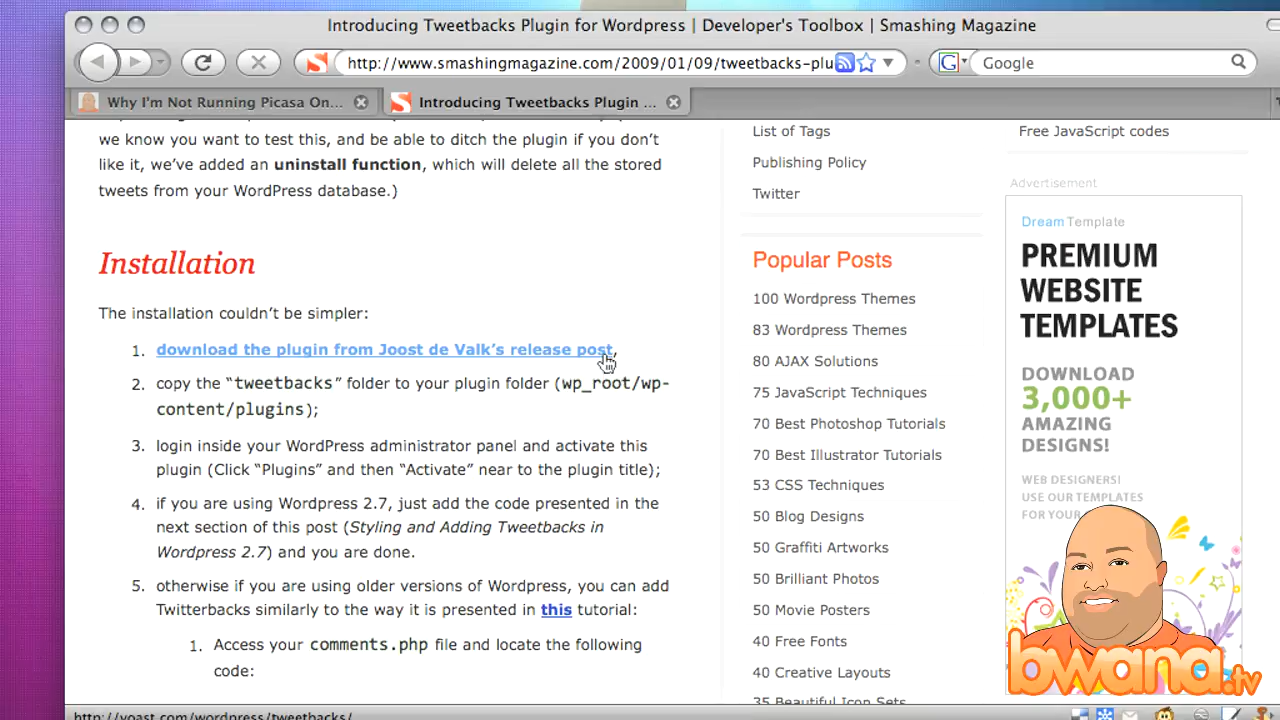 Introducing Tweetbacks Plugin for Wordpress | Developer's Toolbox | Smashing Magazine
http://www.smashingmagazine.com/2009/01/09/tweetbacks-plu
G
Google
Why I'm Not Running Picasa On...
Introducing Tweetbacks Plugin ...
we know you want to test this, and be able to ditch the plugin if you don't
like it, we've added an uninstall function, which will delete all the stored
tweets from your WordPress database.)
Installation
The installation couldn't be simpler:
1. download the plugin from Joost de Valk's release post,
2. copy the “tweetbacks” folder to your plugin folder (wp_root/wp-
content/plugins);
3. login inside your WordPress administrator panel and activate this
plugin (Click “Plugins” and then “Activate” near to the plugin title);
4. if you are using Wordpress 2.7, just add the code presented in the
next section of this post (Styling and Adding Tweetbacks in
Wordpress 2.7) and you are done.
5. otherwise if you are using older versions of Wordpress, you can add
Twitterbacks similarly to the way it is presented in this tutorial:
1. Access your comments.php file and locate the following
code:
List of Tags
Publishing Policy
Twitter
Popular Posts
100 Wordpress Themes
83 Wordpress Themes
80 AJAX Solutions
75 JavaScript Techniques
70 Best Photoshop Tutorials
70 Best Illustrator Tutorials
53 CSS Techniques
50 Blog Designs
50 Graffiti Artworks
50 Brilliant Photos
50 Movie Posters
40 Free Fonts
40 Creative Layouts
35 Beautiful Icon Sets
Free JavaScript codes
Advertisement
Dream Template
PREMIUM
WEBSITE
TEMPLATES
DOWNLOAD
3,000+
AMAZING
DESIGNS!
WEB DESIGNERS!
USE OUR TEMPLATES
FOR YOUR
bwana.tv
http://yoast.com/wordpress/tweetbacks/